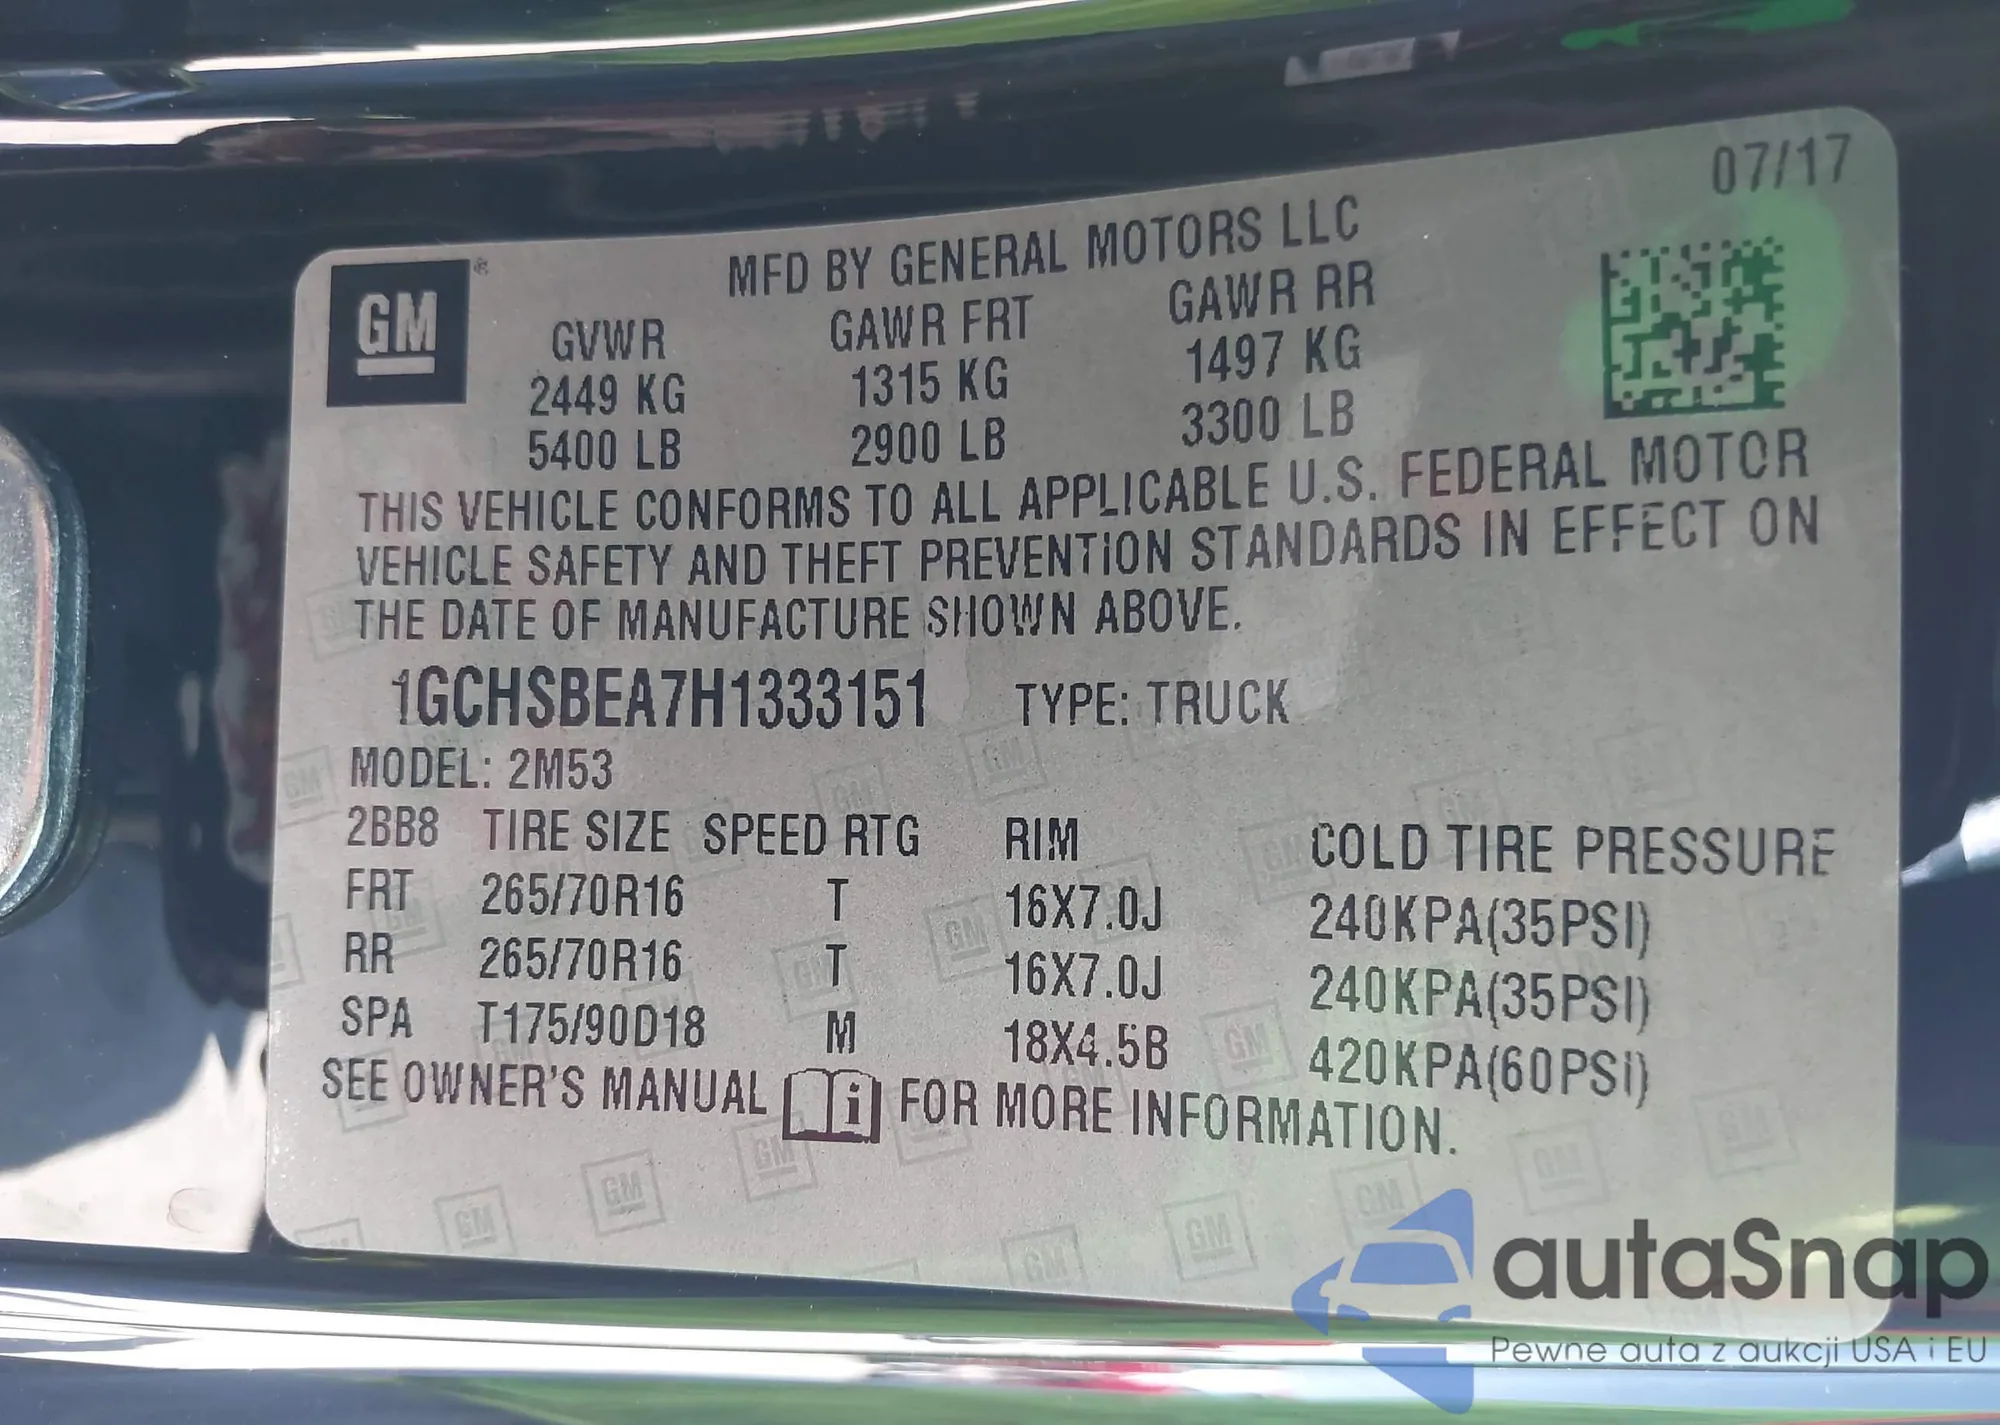 07/17
GM®
MFD BY GENERAL MOTORS LLC
GVWR GAWR FRT GAWR RR
2449 KG 1315 KG 1497 KG
5400 LB 2900 LB 3300 LB
THIS VEHICLE CONFORMS TO ALL APPLICABLE U.S. FEDERAL MOTOR
VEHICLE SAFETY AND THEFT PREVENTION STANDARDS IN EFFECT ON
THE DATE OF MANUFACTURE SHOWN ABOVE.
1GCHSBEA7H1333151 TYPE: TRUCK
MODEL: 2M53
2BB8 TIRE SIZE SPEED RTG RIM COLD TIRE PRESSURE
FRT 265/70R16 T 16X7.0J 240KPA(35PSI)
RR 265/70R16 T 16X7.0J 240KPA(35PSI)
SPA T175/90D18 M 18X4.5B 420KPA(60PSI)
SEE OWNER'S MANUAL i FOR MORE INFORMATION.
autaSnap
Pewne auta z aukcji USA i EU